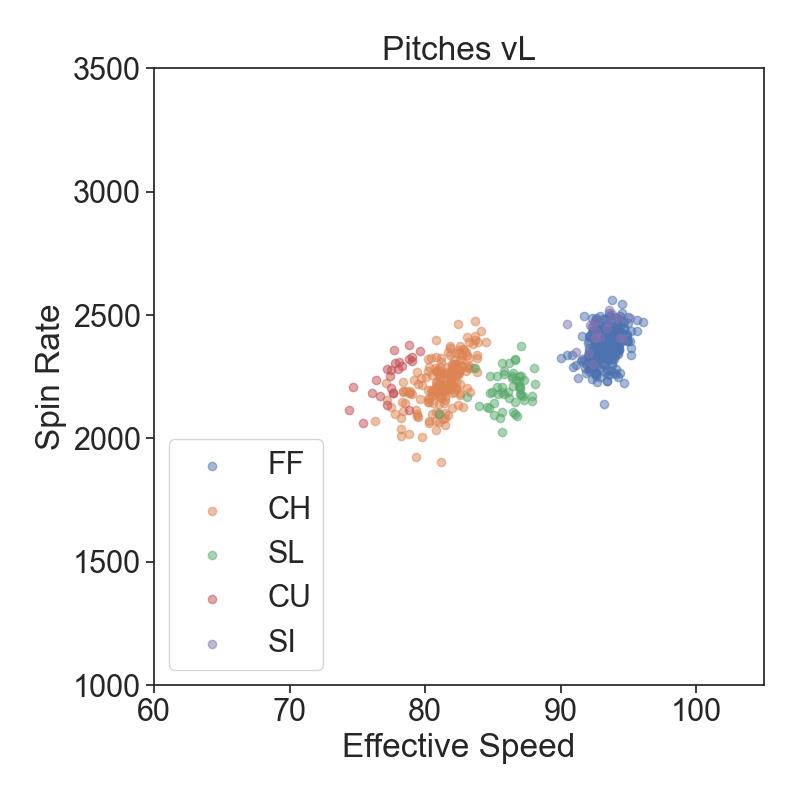 Pitches vL
3500
3000
2500
2000
1500
1000
Spin Rate
FF
CH
SL
CU
SI
60 70 80 90 100
Effective Speed